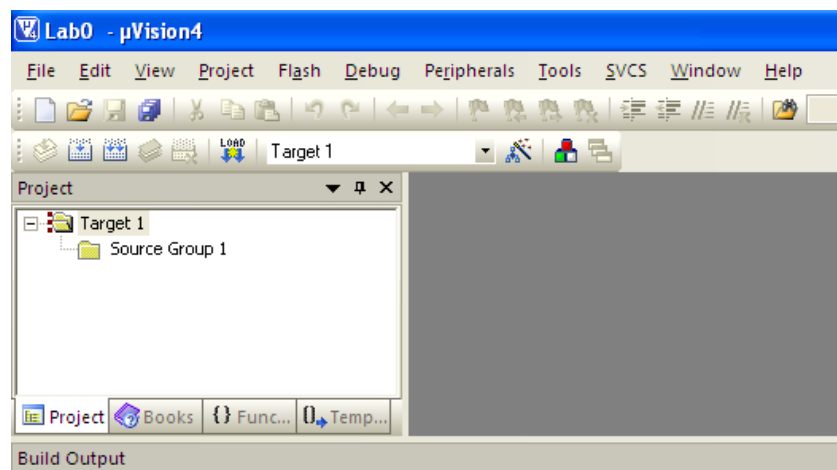 Lab0 - µVision4
File Edit View Project Flash Debug Peripherals Tools SVCS Window Help
LOAD Target 1
Project
Target 1
Source Group 1
Project Books {} Func... 0 Temp...
Build Output